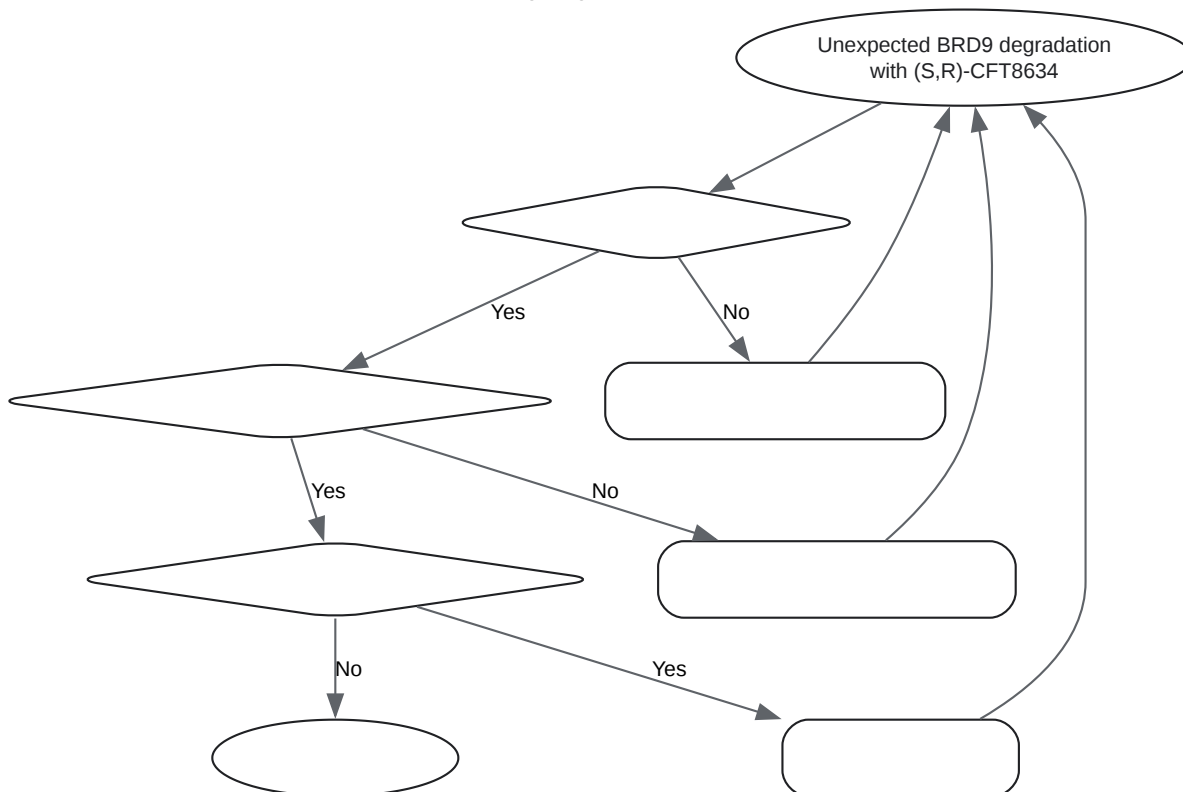 Unexpected BRD9 degradation
with (S,R)-CFT8634
Yes
No
Yes
No
No
Yes